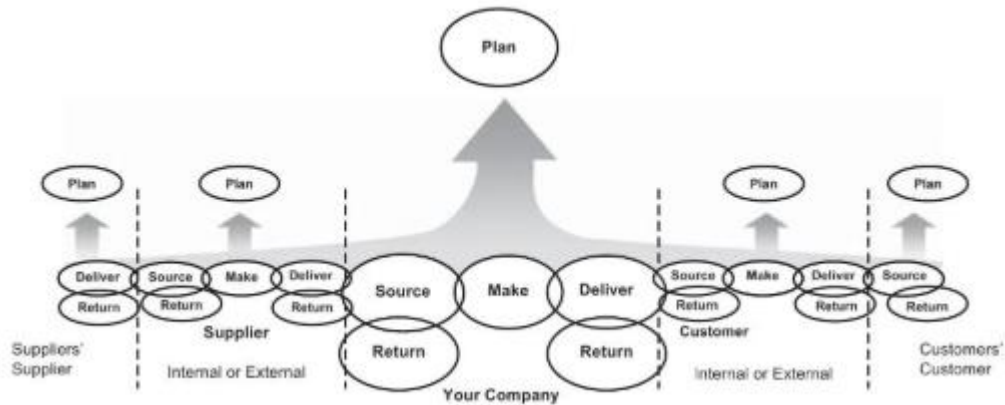 Plan
Plan
Plan
Plan
Plan
Deliver
Source
Make
Deliver
Source
Make
Deliver
Source
Make
Deliver
Source
Return
Return
Return
Return
Return
Return
Return
Return
Supplier
Customer
Suppliers'
Supplier
Internal or External
Internal or External
Customers'
Customer
Your Company